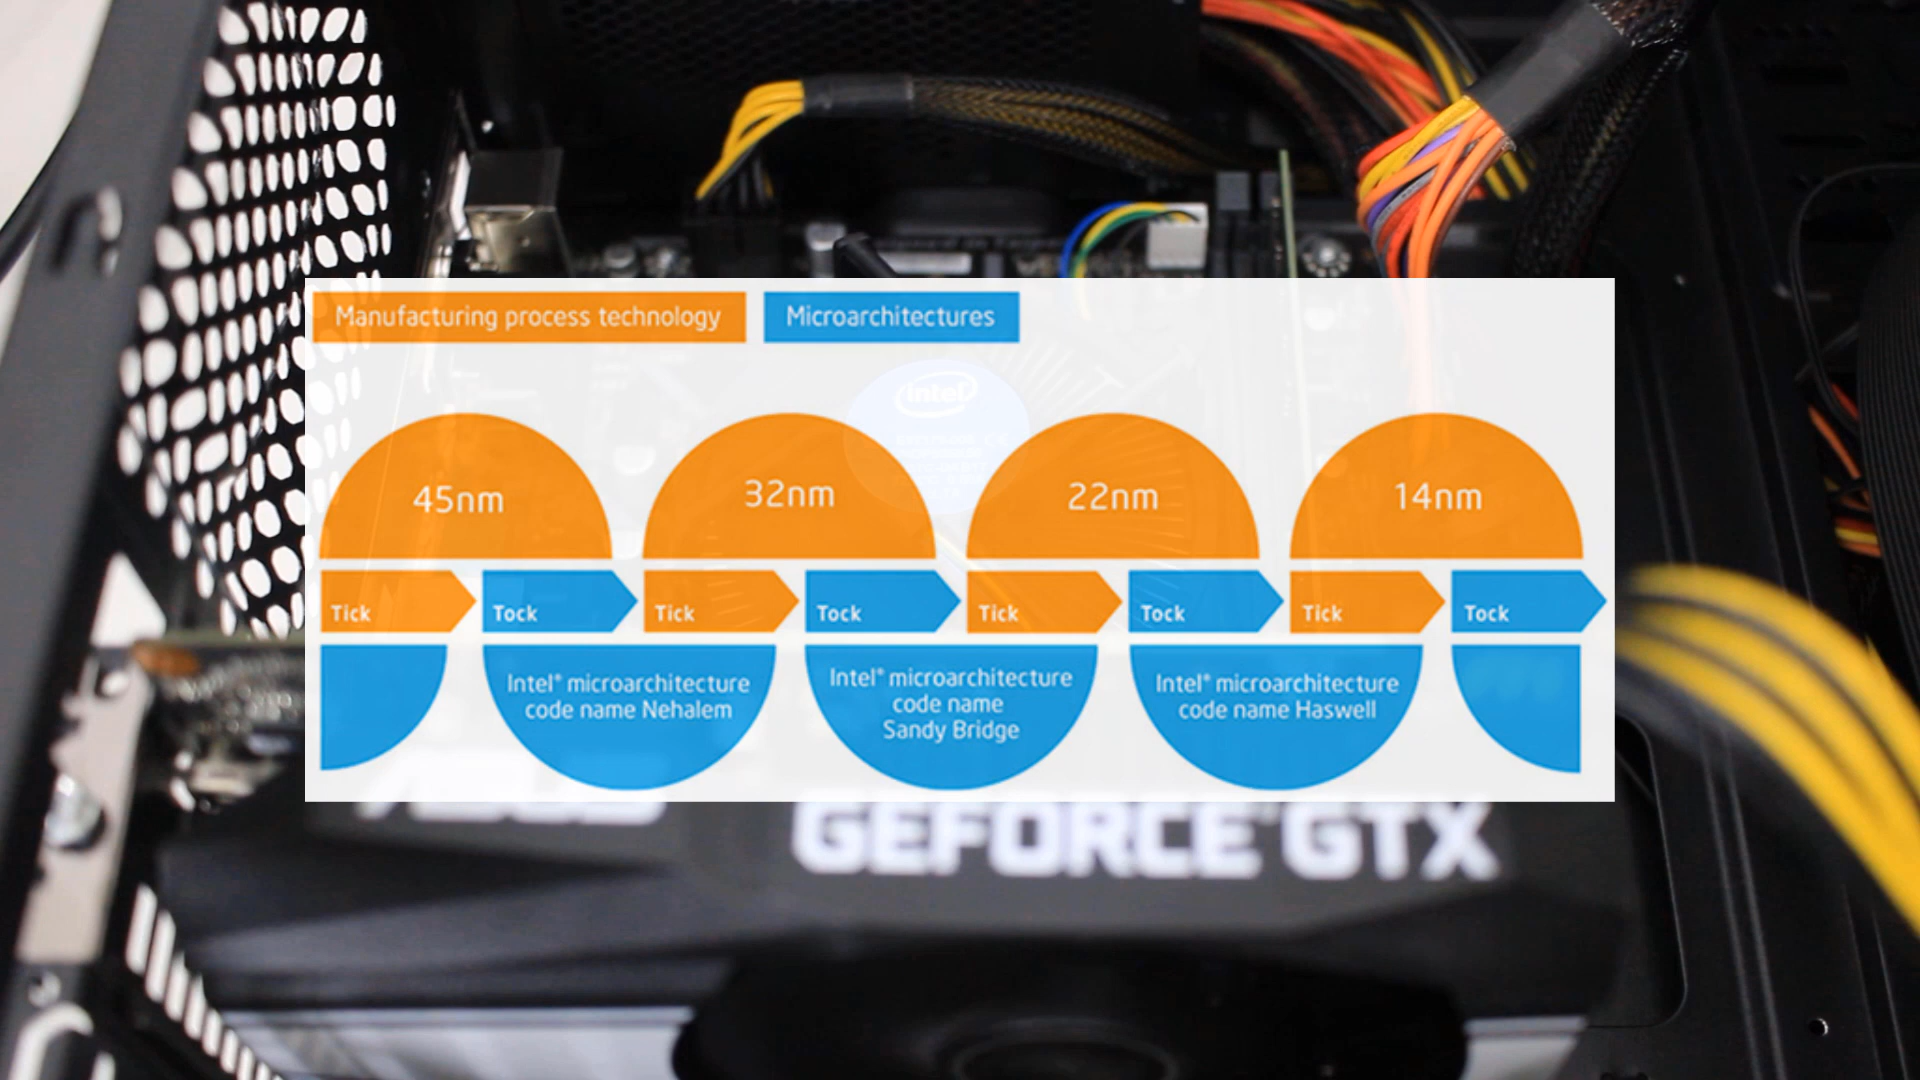 Manufacturing process technology
Microarchitectures
intel
45nm
32nm
22nm
14nm
Tick
Tock
Tick
Tock
Tick
Tock
Tick
Tock
Intel® microarchitecture
code name Nehalem
Intel® microarchitecture
code name
Sandy Bridge
Intel® microarchitecture
code name Haswell
GEFORCE GTX